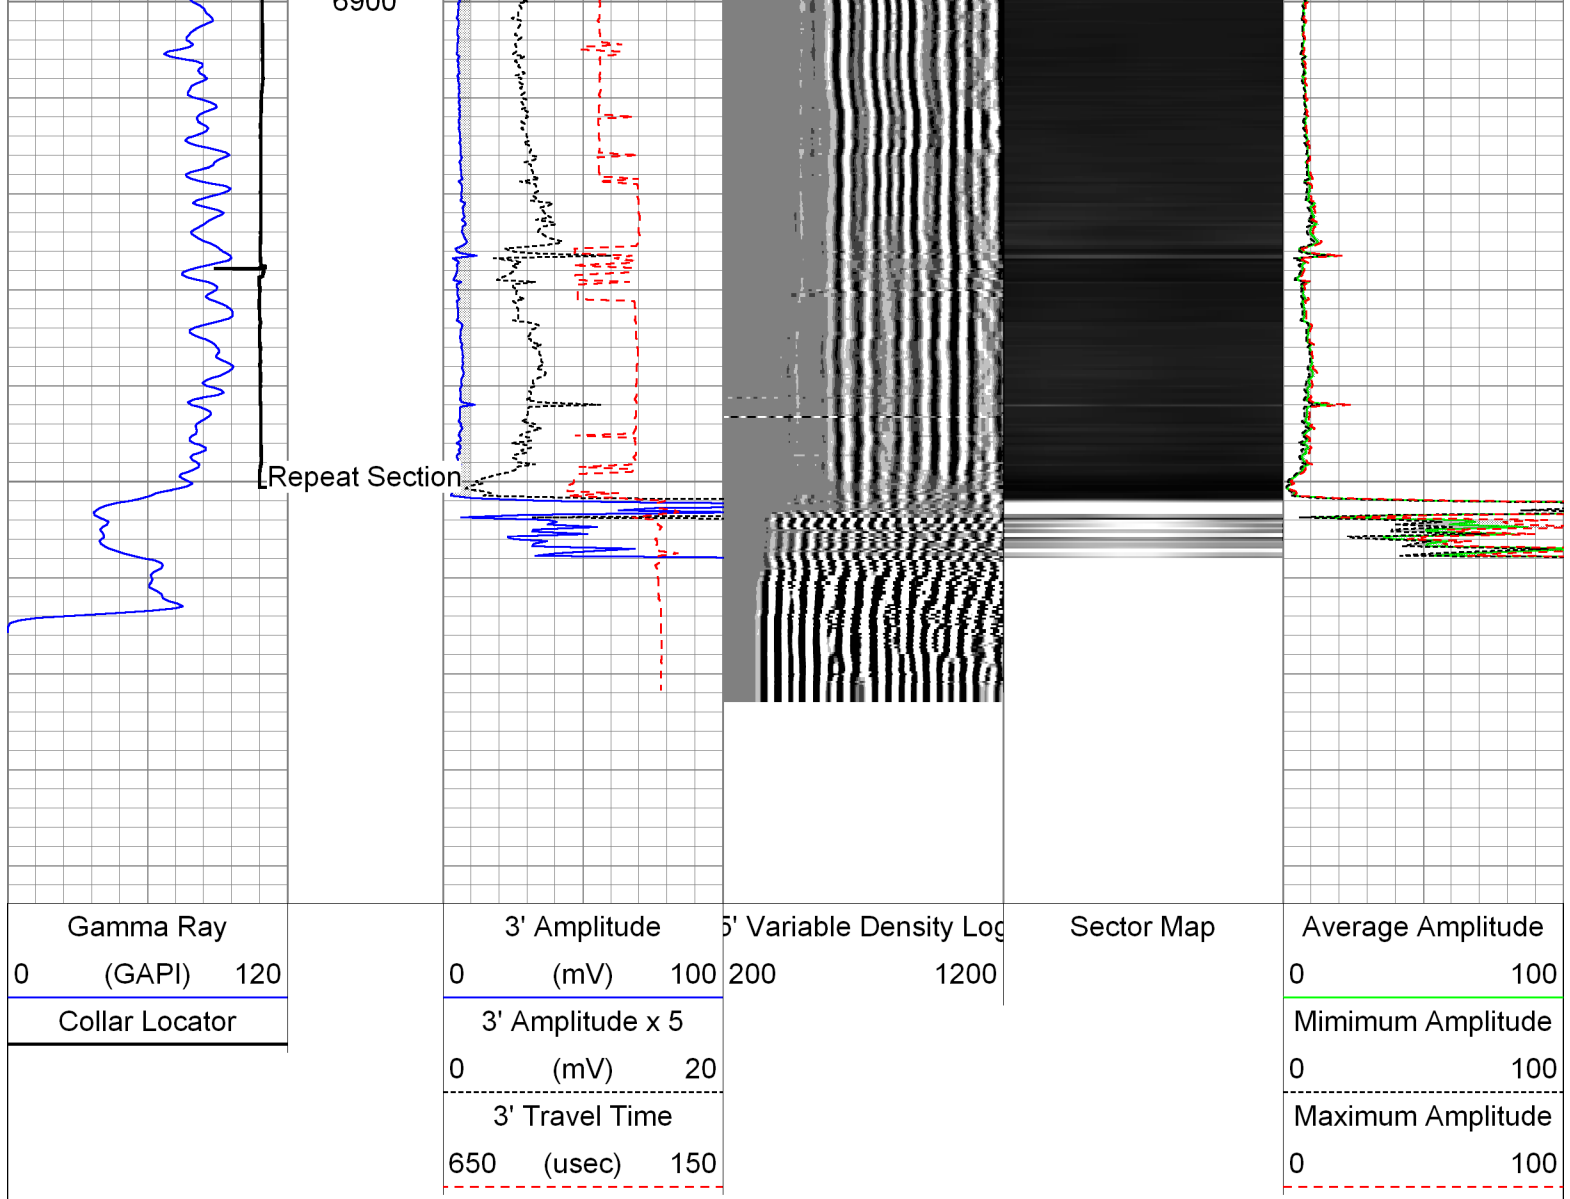 6900
Repeat Section
Gamma Ray
0 (GAPI) 120
Collar Locator
3' Amplitude
0 (mV) 100
3' Amplitude x 5
0 (mV) 20
3' Travel Time
650 (usec) 150
5' Variable Density Log
200 1200
Sector Map
Average Amplitude
0 100
Mimimum Amplitude
0 100
Maximum Amplitude
0 100